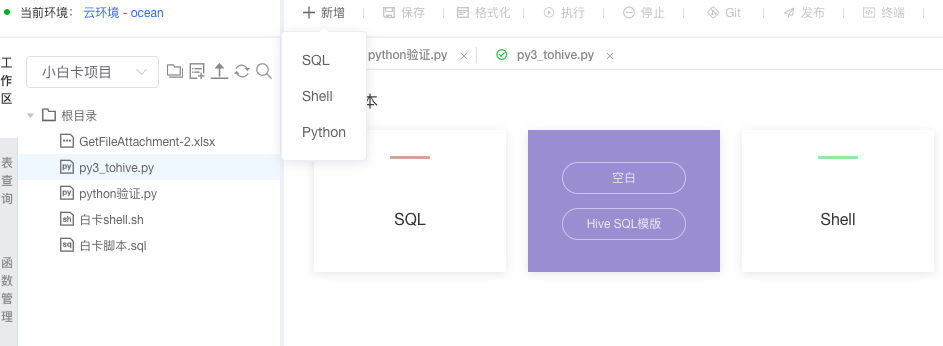 当前环境： 云环境 - ocean
新增 保存 格式化 执行 停止 Git 发布 终端
SQL
Shell
Python
python验证.py
py3_tohive.py
工作区
表查询
函数管理
小白卡项目
根目录
GetFileAttachment-2.xlsx
py3_tohive.py
python验证.py
白卡shell.sh
白卡脚本.sql
本
SQL
空白
Hive SQL模版
Shell